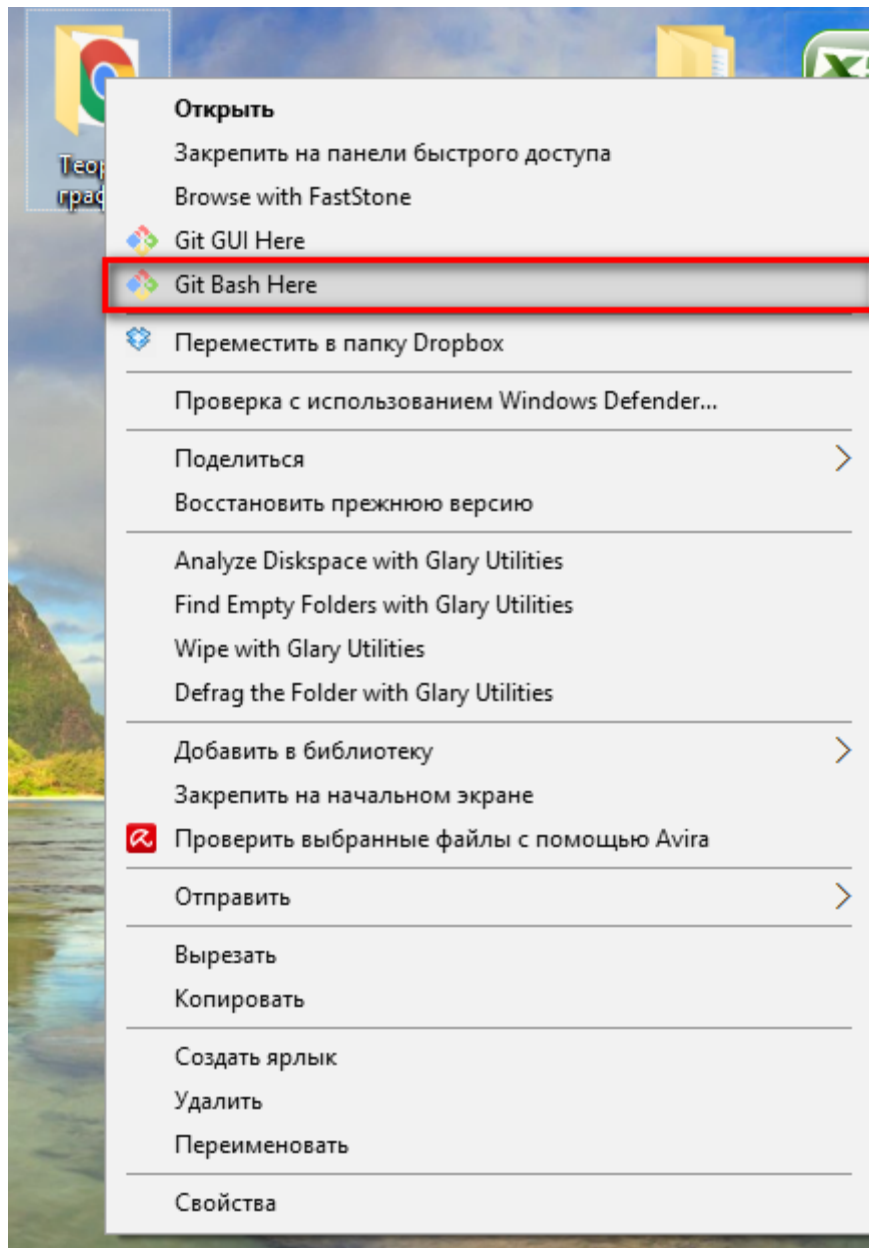 Открыть
Закрепить на панели быстрого доступа
Browse with FastStone
Git GUI Here
Git Bash Here
Переместить в папку Dropbox
Проверка с использованием Windows Defender...
Поделиться
Восстановить прежнюю версию
Analyze Diskspace with Glary Utilities
Find Empty Folders with Glary Utilities
Wipe with Glary Utilities
Defrag the Folder with Glary Utilities
Добавить в библиотеку
Закрепить на начальном экране
Проверить выбранные файлы с помощью Avira
Отправить
Вырезать
Копировать
Создать ярлык
Удалить
Переименовать
Свойства